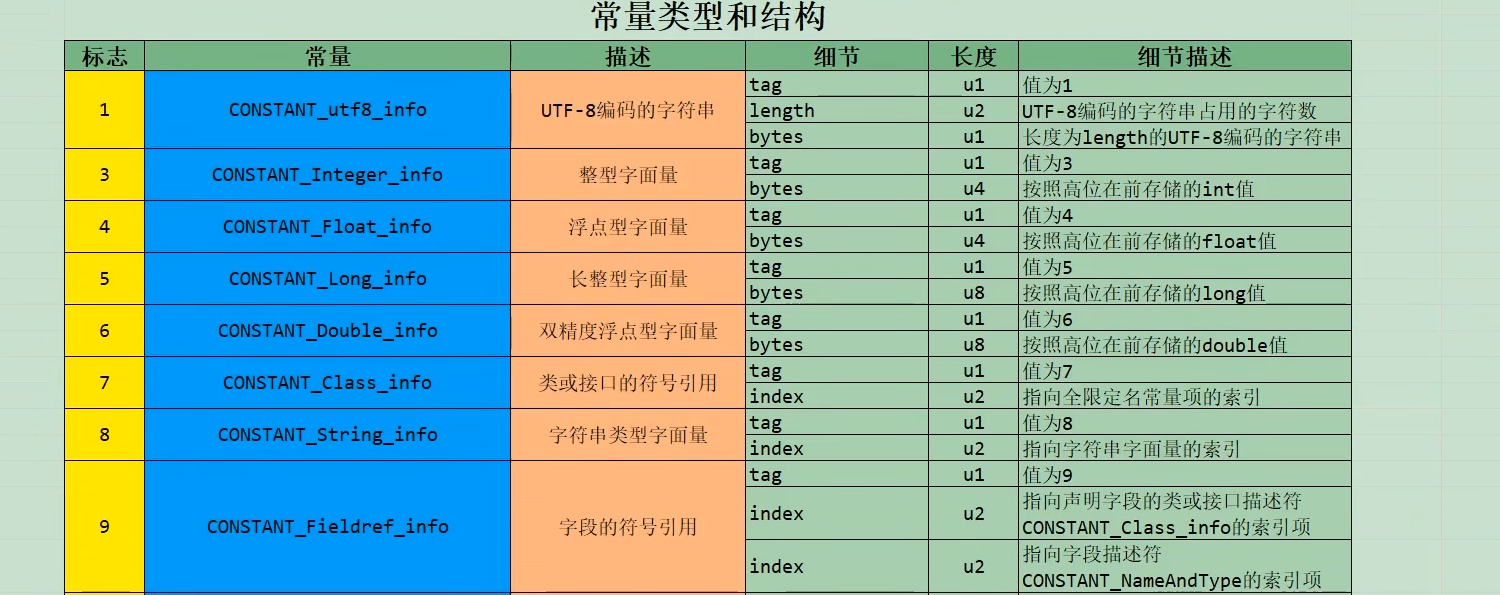 常量类型和结构
标志 常量 描述 细节 长度 细节描述
1 CONSTANT_utf8_info UTF-8编码的字符串 tag u1 值为1
length u2 UTF-8编码的字符串占用的字符数
bytes u1 长度为length的UTF-8编码的字符串
3 CONSTANT_Integer_info 整型字面量 tag u1 值为3
bytes u4 按照高位在前存储的int值
4 CONSTANT_Float_info 浮点型字面量 tag u1 值为4
bytes u4 按照高位在前存储的float值
5 CONSTANT_Long_info 长整型字面量 tag u1 值为5
bytes u8 按照高位在前存储的long值
6 CONSTANT_Double_info 双精度浮点型字面量 tag u1 值为6
bytes u8 按照高位在前存储的double值
7 CONSTANT_Class_info 类或接口的符号引用 tag u1 值为7
index u2 指向全限定名常量项的索引
8 CONSTANT_String_info 字符串类型字面量 tag u1 值为8
index u2 指向字符串字面量的索引
9 CONSTANT_Fieldref_info 字段的符号引用 tag u1 值为9
index u2 指向声明字段的类或接口描述符
CONSTANT_Class_info的索引项
index u2 指向字段描述符
CONSTANT_NameAndType的索引项